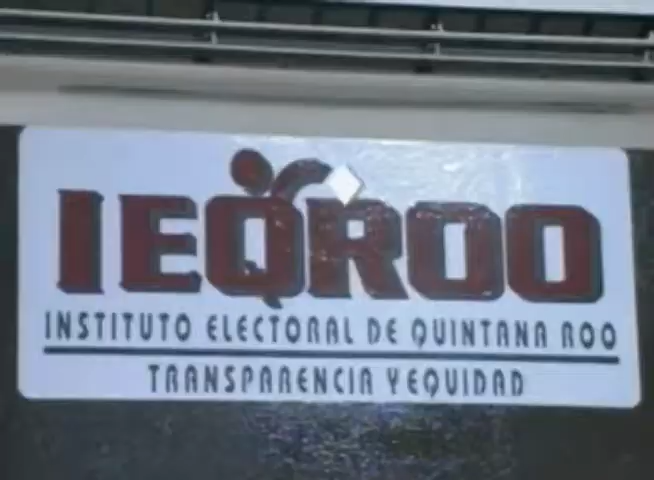 IEQROO
INSTITUTO ELECTORAL DE QUINTANA ROO
TRANSPARENCIA Y EQUIDAD